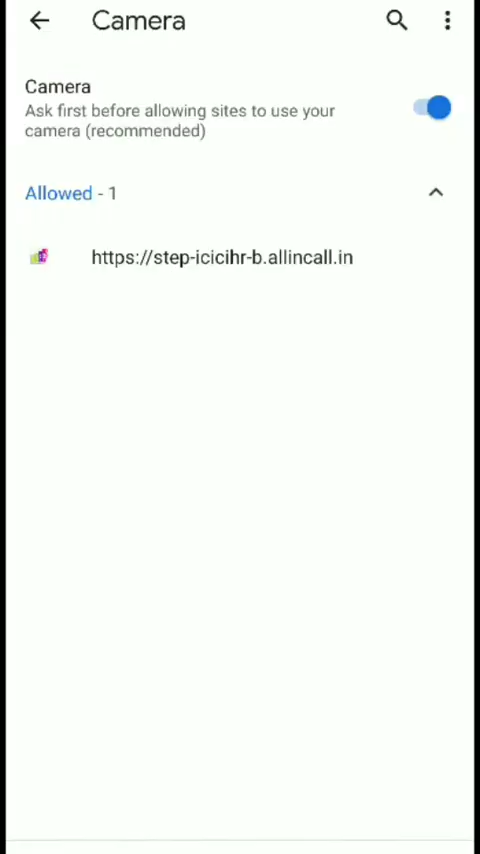 Camera
Camera
Ask first before allowing sites to use your
camera (recommended)
Allowed - 1
https://step-icicihr-b.allincall.in